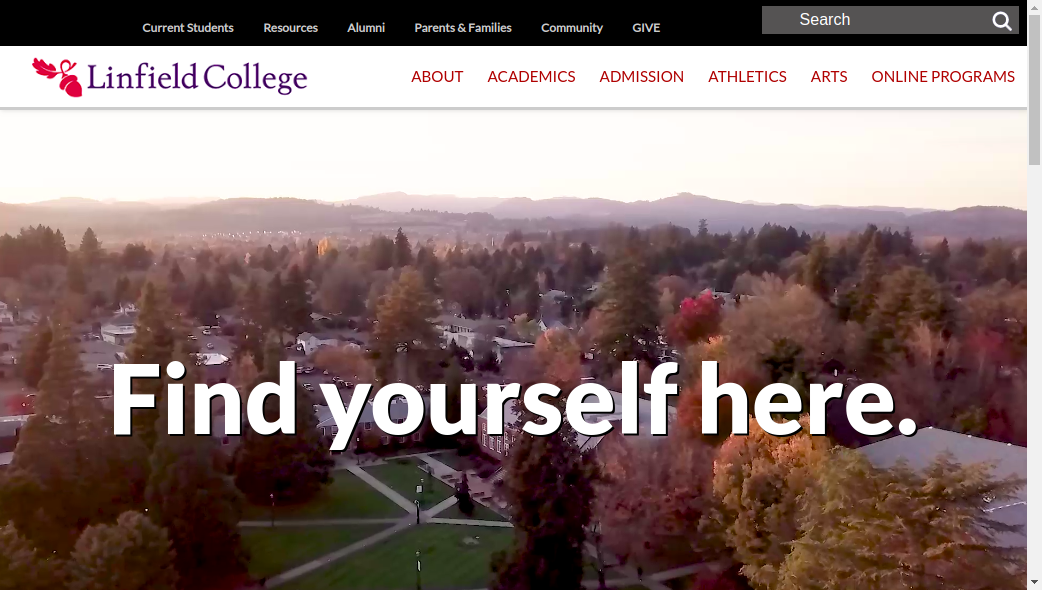 Current Students Resources Alumni Parents & Families Community GIVE Search
Linfield College ABOUT ACADEMICS ADMISSION ATHLETICS ARTS ONLINE PROGRAMS
Find yourself here.